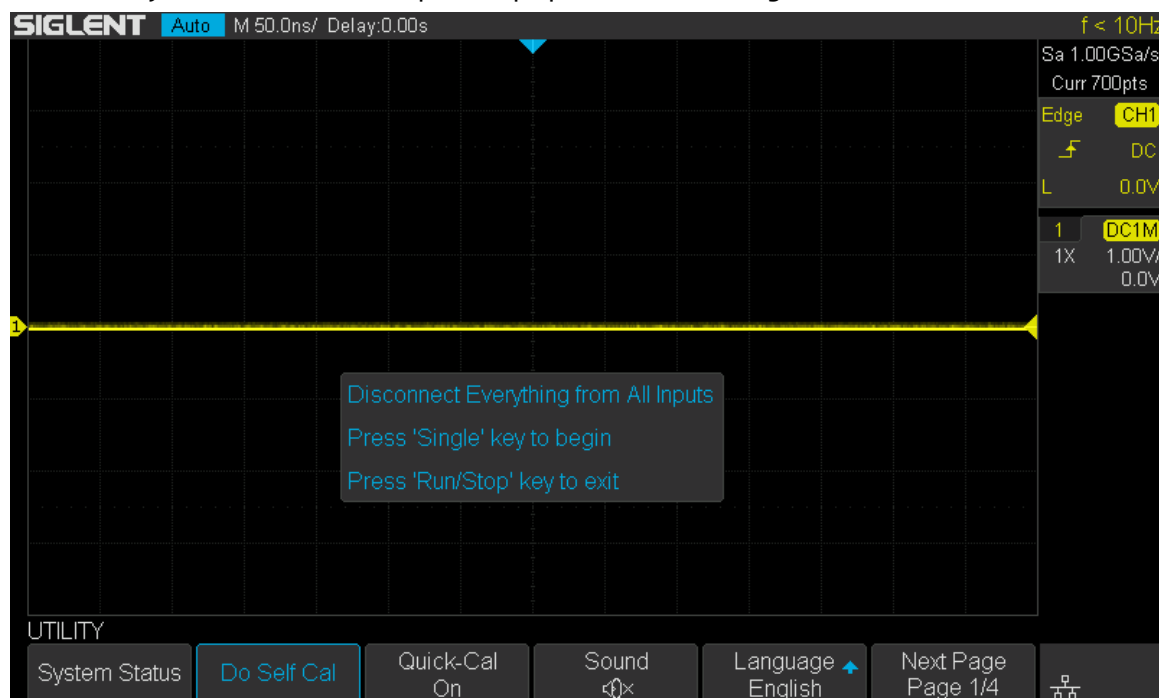 SIGLENT Auto M 50.0ns/ Delay:0.00s f < 10Hz
Sa 1.00GSa/s
Curr 700pts
Edge CH1
DC
L 0.0V
1 DC1M
1X 1.00V/
0.0V
1
Disconnect Everything from All Inputs
Press 'Single' key to begin
Press 'Run/Stop' key to exit
UTILITY
System Status Do Self Cal Quick-Cal On Sound Language English Next Page Page 1/4